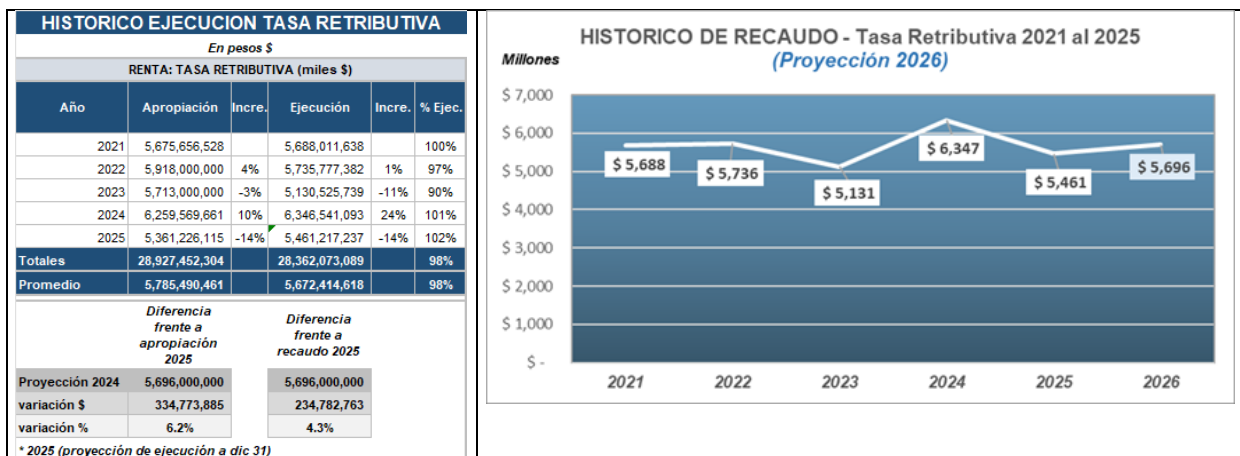 HISTORICO EJECUCION TASA RETRIBUTIVA
En pesos $
RENTA: TASA RETRIBUTIVA (miles $)
Año Apropiación Incre. Ejecución Incre. % Ejec.
2021 5,675,656,528 5,688,011,638 100%
2022 5,918,000,000 4% 5,735,777,382 1% 97%
2023 5,713,000,000 -3% 5,130,525,739 -11% 90%
2024 6,259,569,661 10% 6,346,541,093 24% 101%
2025 5,361,226,115 -14% 5,461,217,237 -14% 102%
Totales 28,927,452,304 28,362,073,089 98%
Promedio 5,785,490,461 5,672,414,618 98%
Diferencia
frente a
apropiación
2025
Diferencia
frente a
recaudo 2025
Proyección 2024 5,696,000,000 5,696,000,000
variación $ 334,773,885 234,782,763
variación % 6.2% 4.3%
* 2025 (proyección de ejecución a dic 31)
HISTORICO DE RECAUDO - Tasa Retributiva 2021 al 2025
(Proyección 2026)
Millones
$ 7,000
$ 6,000
$ 5,000
$ 4,000
$ 3,000
$ 2,000
$ 1,000
$ -
$ 5,688
$ 5,736
$ 5,131
$ 6,347
$ 5,461
$ 5,696
2021 2022 2023 2024 2025 2026